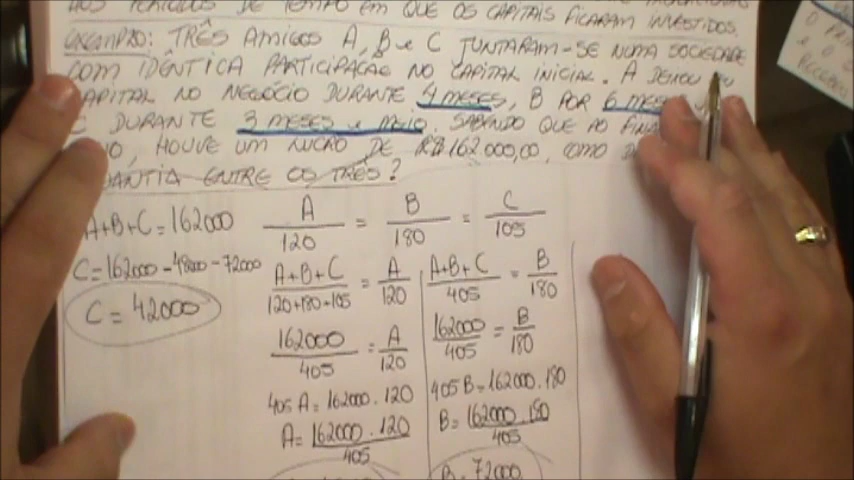 AOS PERÍODOS DE TEMPO EM QUE OS CAPITAIS FICARAM INVESTIDOS.
EXEMPLO: TRÊS AMIGOS A, B e C JUNTARAM-SE NUMA SOCIEDADE
COM IDÊNTICA PARTICIPAÇÃO NO CAPITAL INICIAL. A DEIXOU
CAPITAL NO NEGÓCIO DURANTE 4 MESES, B POR 6 MESES
C DURANTE 3 MESES e MEIO. SABENDO QUE AO
HOUVE UM LUCRO DE R$162000,00, COMO
ENTRE OS TRÊS?
A+B+C=162000
C=162000-48000-72000
C=42000
A/120 = B/180 = C/105
A+B+C/120+180+105 = A/120
162000/405 = A/120
405A=162000.120
A=162000.120/405
A+B+C/405 = B/180
162000/405 = B/180
405B=162000.180
B=162000.180/405
B=72000
O
e O C
RECEBEU